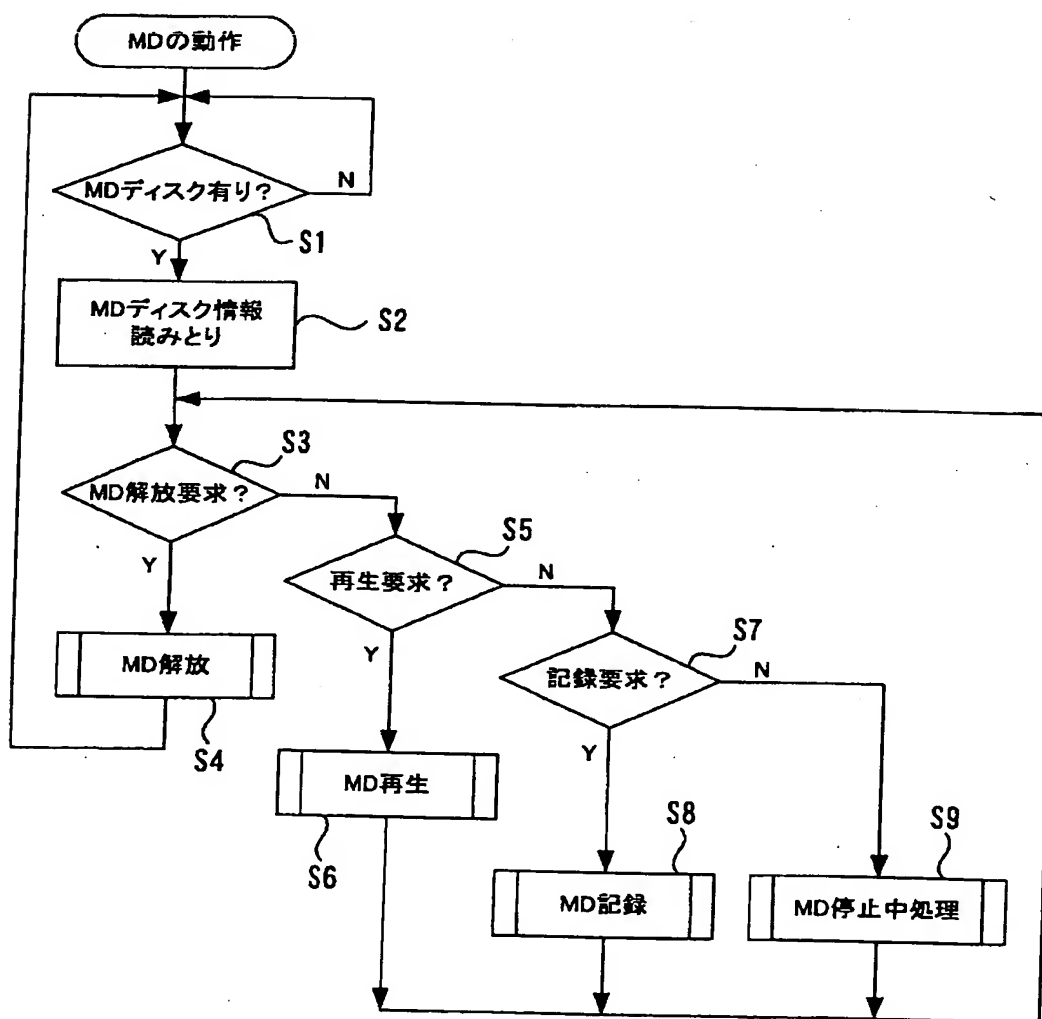 MDの動作
MDディスク有り?
N
S1
Y
MDディスク情報
読みとり
S2
S3
MD解放要求?
N
Y
S5
再生要求?
N
Y
S7
記録要求?
N
Y
MD解放
S4
MD再生
S6
S8
MD記録
S9
MD停止中処理